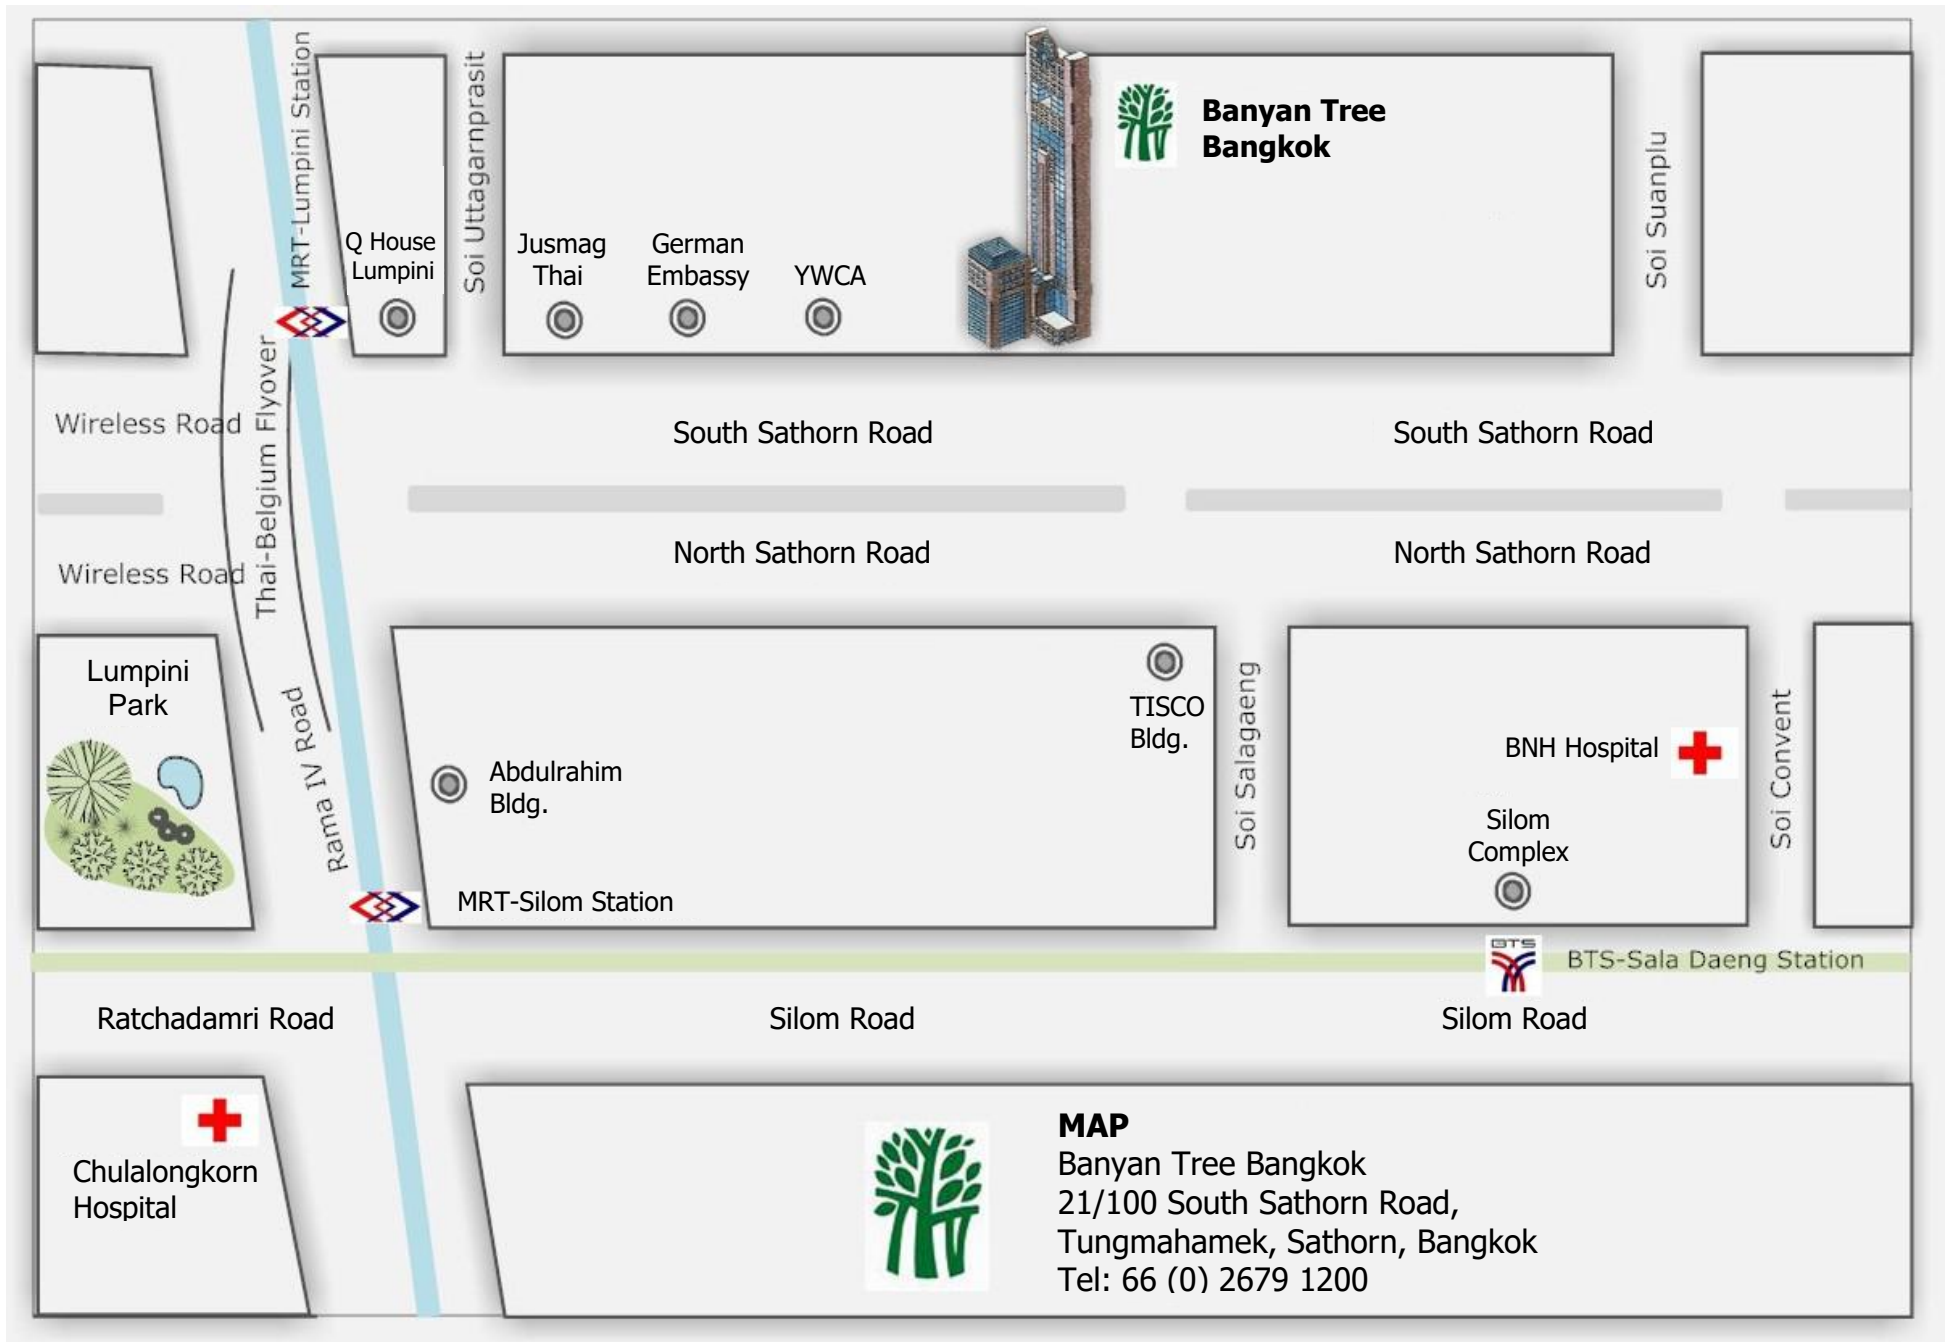 MRT-Lumpini Station
Soi Uttagarnprasit
Banyan Tree
Bangkok
Soi Suanplu
Q House
Lumpini
Jusmag
Thai
German
Embassy
YWCA
Wireless Road
Thai-Belgium Flyover
South Sathorn Road
South Sathorn Road
Wireless Road
North Sathorn Road
North Sathorn Road
Lumpini
Park
Rama IV Road
Abdulrahim
Bldg.
TISCO
Bldg.
Soi Salagaeng
BNH Hospital
Silom
Complex
Soi Convent
MRT-Silom Station
BTS
BTS-Sala Daeng Station
Ratchadamri Road
Silom Road
Silom Road
Chulalongkorn
Hospital
MAP
Banyan Tree Bangkok
21/100 South Sathorn Road,
Tungmahamek, Sathorn, Bangkok
Tel: 66 (0) 2679 1200